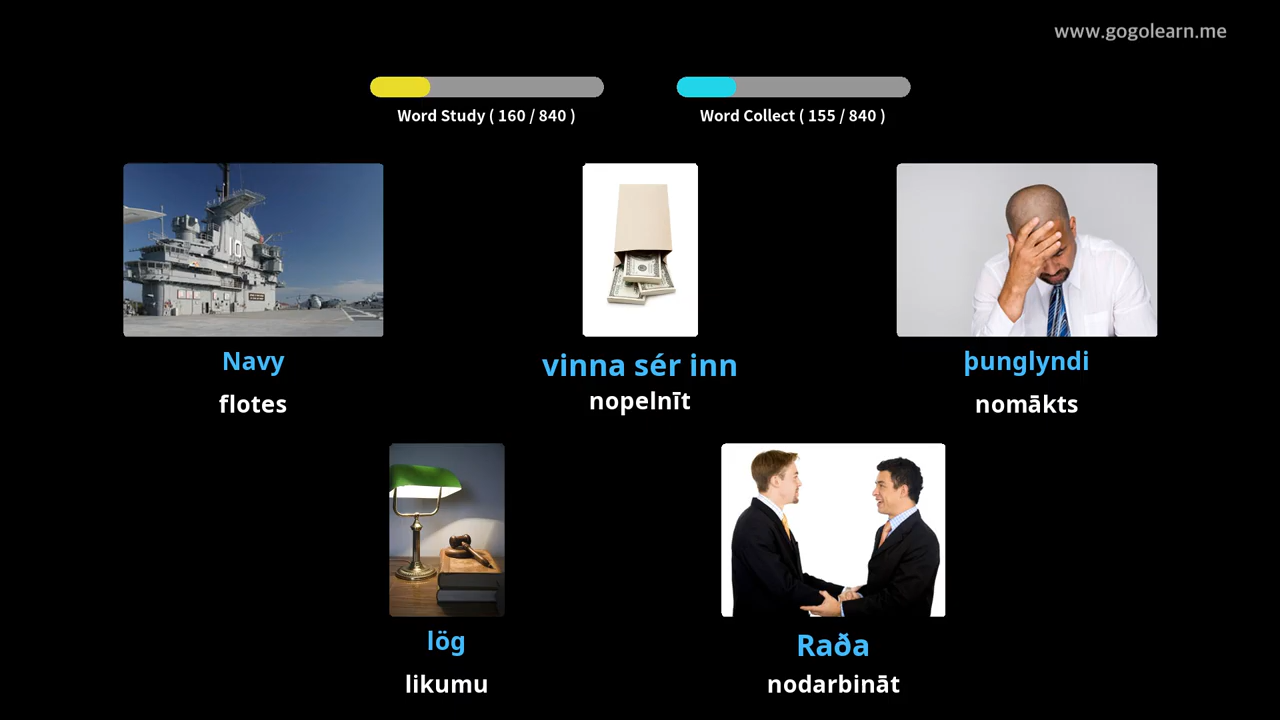 www.gogolearn.me
Word Study ( 160 / 840 )
Word Collect ( 155 / 840 )
10
Navy
vinna sér inn
þunglyndi
flotes
nopelnīt
nomākts
lög
Raða
likumu
nodarbināt